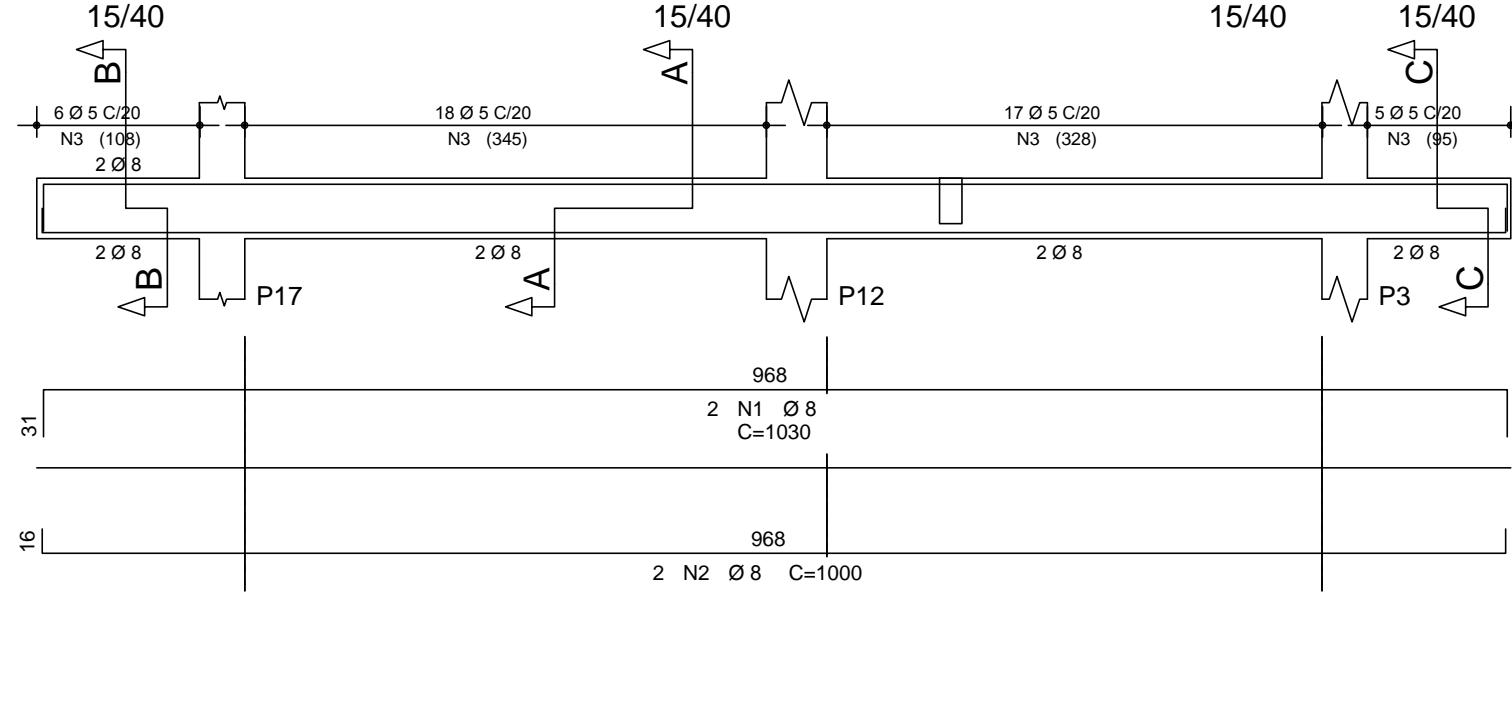 15/40 15/40 15/40 15/40
B A C
6 Ø 5 C/20 18 Ø 5 C/20 17 Ø 5 C/20 5 Ø 5 C/20
N3 (108) N3 (345) N3 (328) N3 (95)
2 Ø 8
2 Ø 8 2 Ø 8 2 Ø 8 2 Ø 8
B A C
P17 P12 P3
968
31
2 N1 Ø 8
C=1030
16
968
2 N2 Ø 8 C=1000